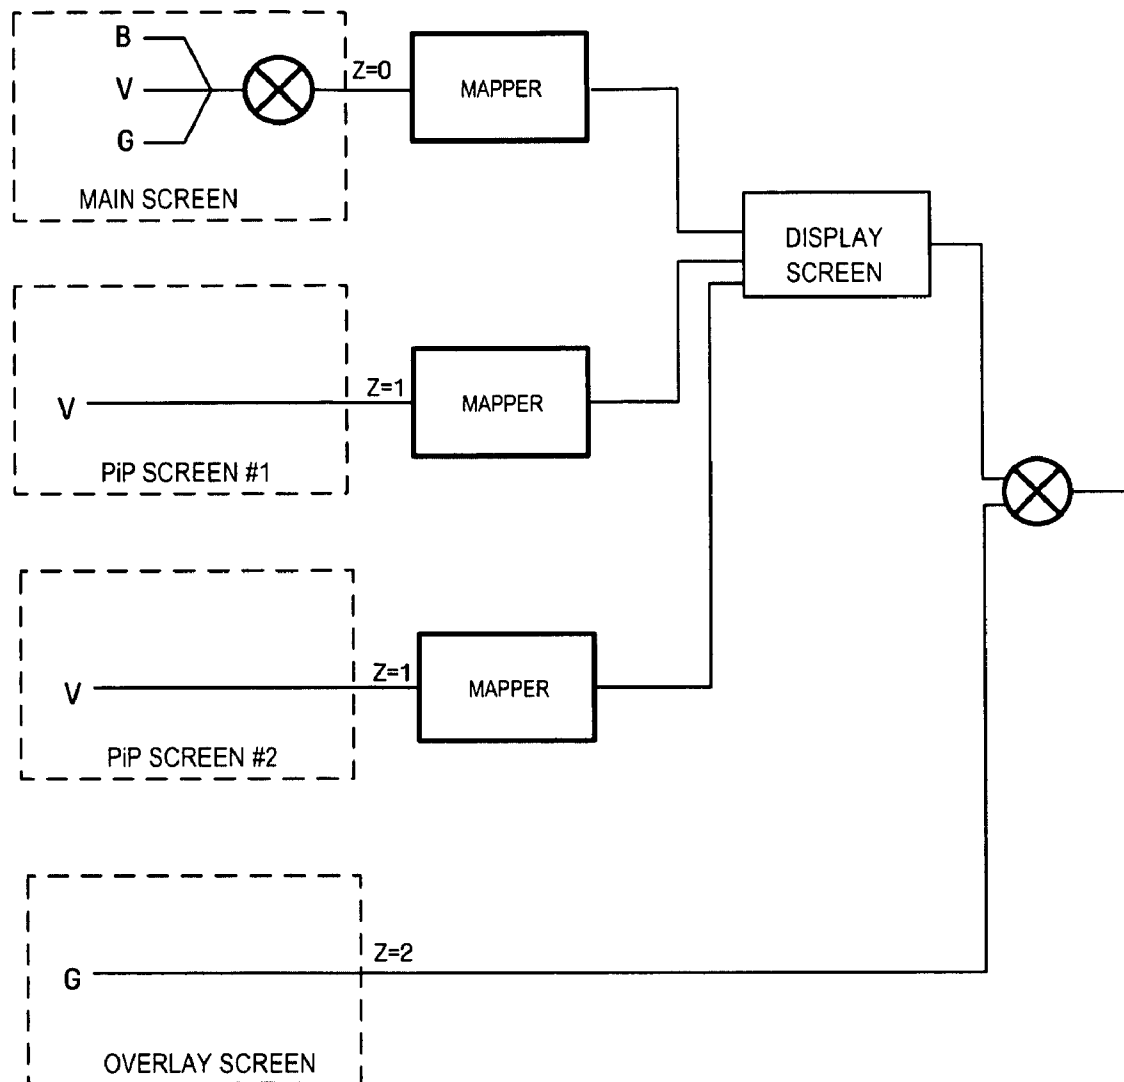 B
V
G
Z=0
MAPPER
MAIN SCREEN
DISPLAY
SCREEN
V
Z=1
MAPPER
PiP SCREEN #1
V
Z=1
MAPPER
PiP SCREEN #2
G
Z=2
OVERLAY SCREEN